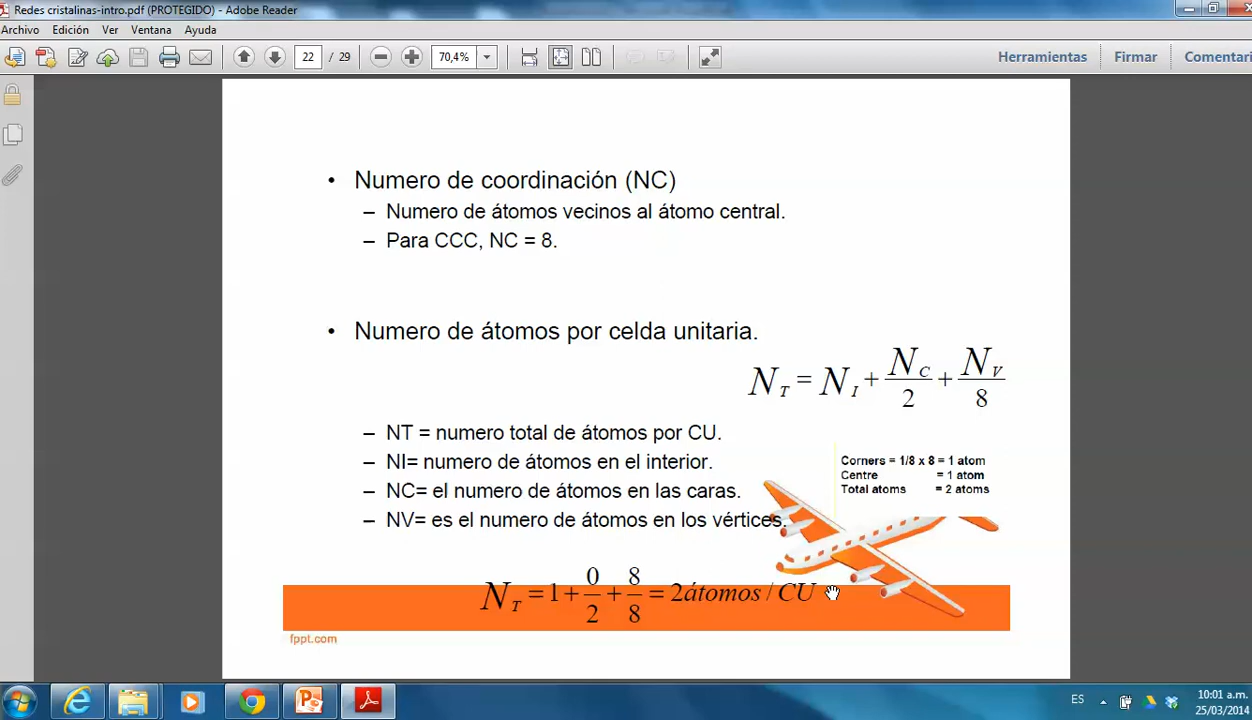 Redes cristalinas-intro.pdf (PROTEGIDO) - Adobe Reader
Archivo Edición Ver Ventana Ayuda
22 / 29 70,4% Herramientas Firmar Comentari
• Numero de coordinación (NC)
– Numero de átomos vecinos al átomo central.
– Para CCC, NC = 8.
• Numero de átomos por celda unitaria.
N_T = N_I + N_C/2 + N_V/8
– NT = numero total de átomos por CU.
– NI= numero de átomos en el interior.
– NC= el numero de átomos en las caras.
– NV= es el numero de átomos en los vértices.
Corners = 1/8 x 8 = 1 atom
Centre = 1 atom
Total atoms = 2 atoms
N_T = 1 + 0/2 + 8/8 = 2átomos / CU
fppt.com
ES
10:01 a.m.
25/03/2014